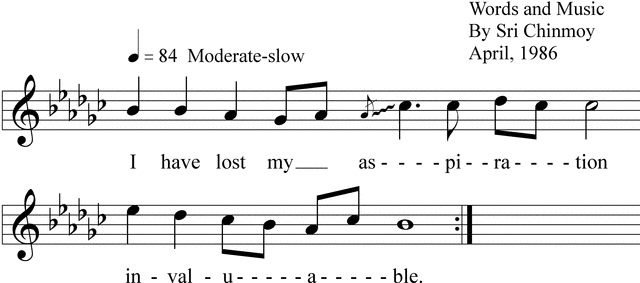 Words and Music
By Sri Chinmoy
April, 1986
= 84 Moderate-slow
I have lost my___ as - - - - pi - - ra - - - - tion
in - val - u - - - - - a - - - - - ble.